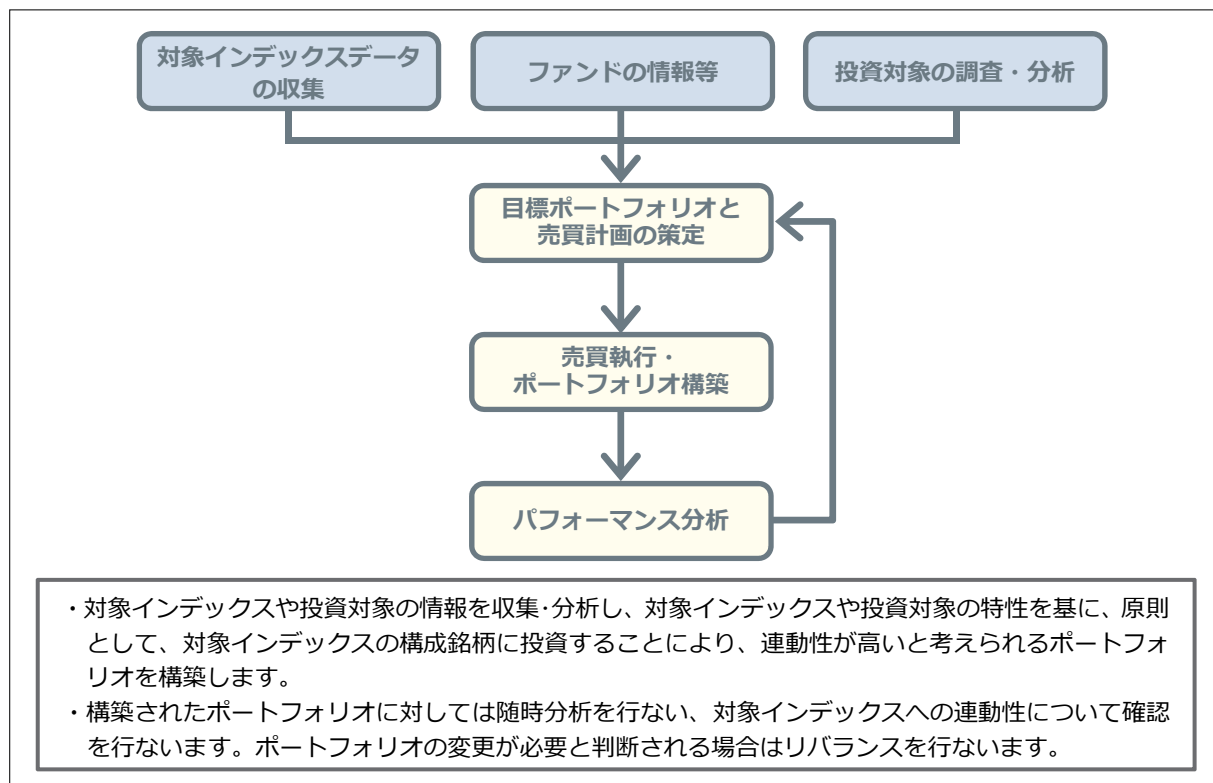 対象インデックスデータ
の収集
ファンドの情報等
投資対象の調査・分析
目標ポートフォリオと
売買計画の策定
売買執行・
ポートフォリオ構築
パフォーマンス分析
・対象インデックスや投資対象の情報を収集･分析し、対象インデックスや投資対象の特性を基に、原則
として、対象インデックスの構成銘柄に投資することにより、連動性が高いと考えられるポートフォ
リオを構築します。
・構築されたポートフォリオに対しては随時分析を行ない、対象インデックスへの連動性について確認
を行ないます。ポートフォリオの変更が必要と判断される場合はリバランスを行ないます。